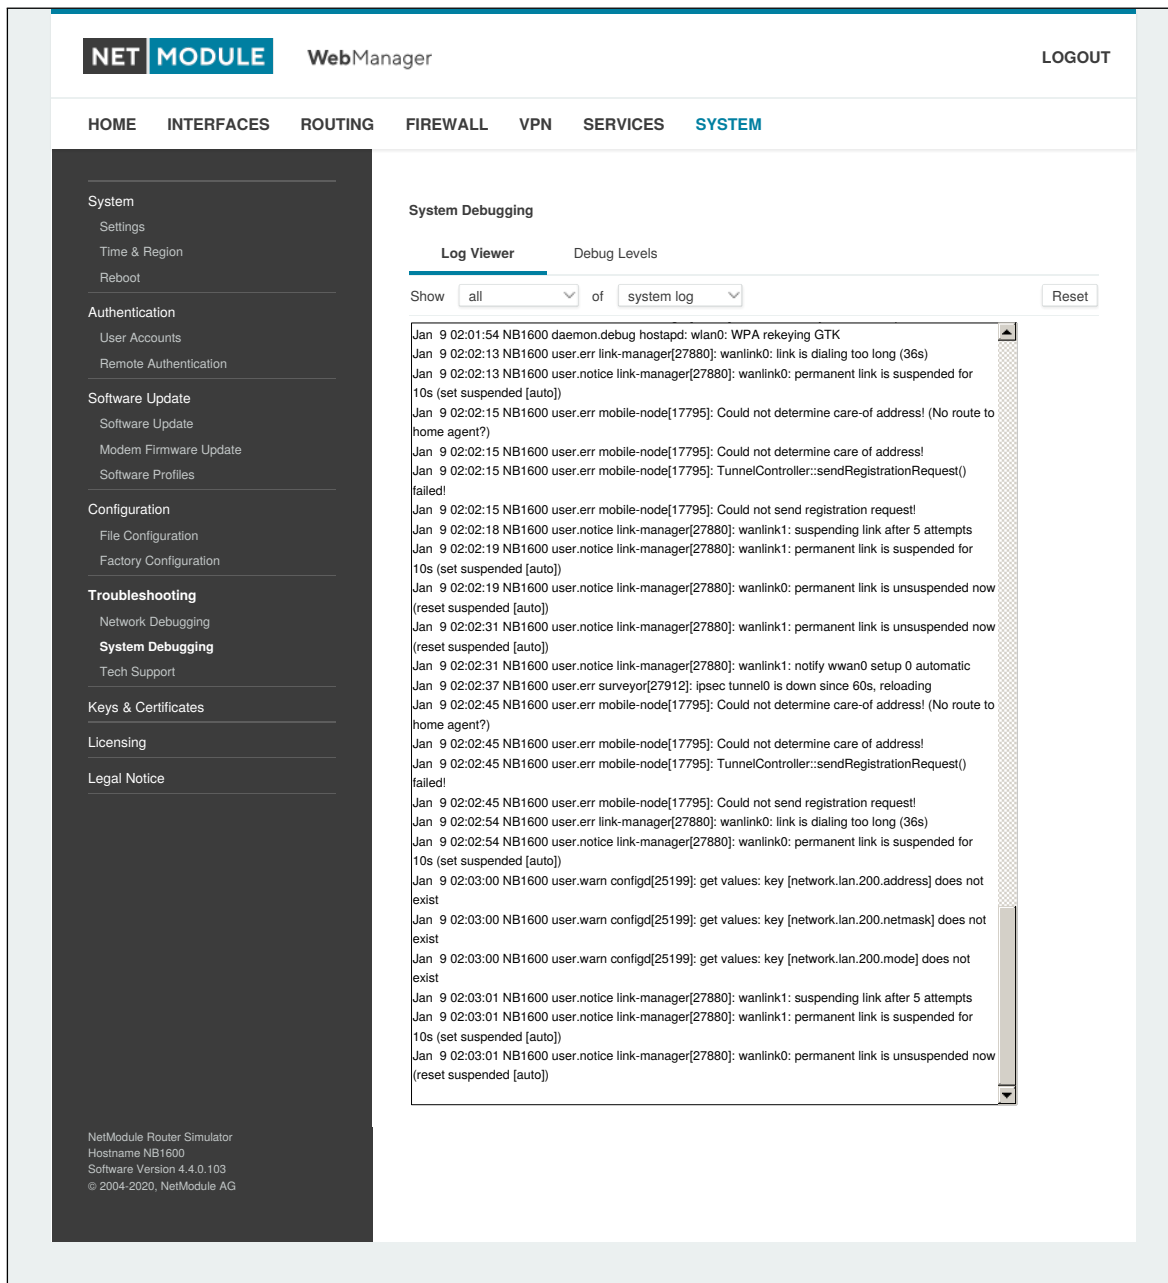 NET MODULE WebManager LOGOUT
HOME INTERFACES ROUTING FIREWALL VPN SERVICES SYSTEM
System
Settings
Time & Region
Reboot
Authentication
User Accounts
Remote Authentication
Software Update
Software Update
Modem Firmware Update
Software Profiles
Configuration
File Configuration
Factory Configuration
Troubleshooting
Network Debugging
System Debugging
Tech Support
Keys & Certificates
Licensing
Legal Notice
NetModule Router Simulator
Hostname NB1600
Software Version 4.4.0.103
© 2004-2020, NetModule AG
System Debugging
Log Viewer Debug Levels
Show all of system log Reset
Jan 9 02:01:54 NB1600 daemon.debug hostapd: wlan0: WPA rekeying GTK
Jan 9 02:02:13 NB1600 user.err link-manager[27880]: wanlink0: link is dialing too long (36s)
Jan 9 02:02:13 NB1600 user.notice link-manager[27880]: wanlink0: permanent link is suspended for
10s (set suspended [auto])
Jan 9 02:02:15 NB1600 user.err mobile-node[17795]: Could not determine care-of address! (No route to
home agent?)
Jan 9 02:02:15 NB1600 user.err mobile-node[17795]: Could not determine care of address!
Jan 9 02:02:15 NB1600 user.err mobile-node[17795]: TunnelController::sendRegistrationRequest()
failed!
Jan 9 02:02:15 NB1600 user.err mobile-node[17795]: Could not send registration request!
Jan 9 02:02:18 NB1600 user.notice link-manager[27880]: wanlink1: suspending link after 5 attempts
Jan 9 02:02:19 NB1600 user.notice link-manager[27880]: wanlink1: permanent link is suspended for
10s (set suspended [auto])
Jan 9 02:02:19 NB1600 user.notice link-manager[27880]: wanlink0: permanent link is unsuspended now
(reset suspended [auto])
Jan 9 02:02:31 NB1600 user.notice link-manager[27880]: wanlink1: permanent link is unsuspended now
(reset suspended [auto])
Jan 9 02:02:31 NB1600 user.notice link-manager[27880]: wanlink1: notify wwan0 setup 0 automatic
Jan 9 02:02:37 NB1600 user.err surveyor[27912]: ipsec tunnel0 is down since 60s, reloading
Jan 9 02:02:45 NB1600 user.err mobile-node[17795]: Could not determine care-of address! (No route to
home agent?)
Jan 9 02:02:45 NB1600 user.err mobile-node[17795]: Could not determine care of address!
Jan 9 02:02:45 NB1600 user.err mobile-node[17795]: TunnelController::sendRegistrationRequest()
failed!
Jan 9 02:02:45 NB1600 user.err mobile-node[17795]: Could not send registration request!
Jan 9 02:02:54 NB1600 user.err link-manager[27880]: wanlink0: link is dialing too long (36s)
Jan 9 02:02:54 NB1600 user.notice link-manager[27880]: wanlink0: permanent link is suspended for
10s (set suspended [auto])
Jan 9 02:03:00 NB1600 user.warn configd[25199]: get values: key [network.lan.200.address] does not
exist
Jan 9 02:03:00 NB1600 user.warn configd[25199]: get values: key [network.lan.200.netmask] does not
exist
Jan 9 02:03:00 NB1600 user.warn configd[25199]: get values: key [network.lan.200.mode] does not
exist
Jan 9 02:03:01 NB1600 user.notice link-manager[27880]: wanlink1: suspending link after 5 attempts
Jan 9 02:03:01 NB1600 user.notice link-manager[27880]: wanlink1: permanent link is suspended for
10s (set suspended [auto])
Jan 9 02:03:01 NB1600 user.notice link-manager[27880]: wanlink0: permanent link is unsuspended now
(reset suspended [auto])